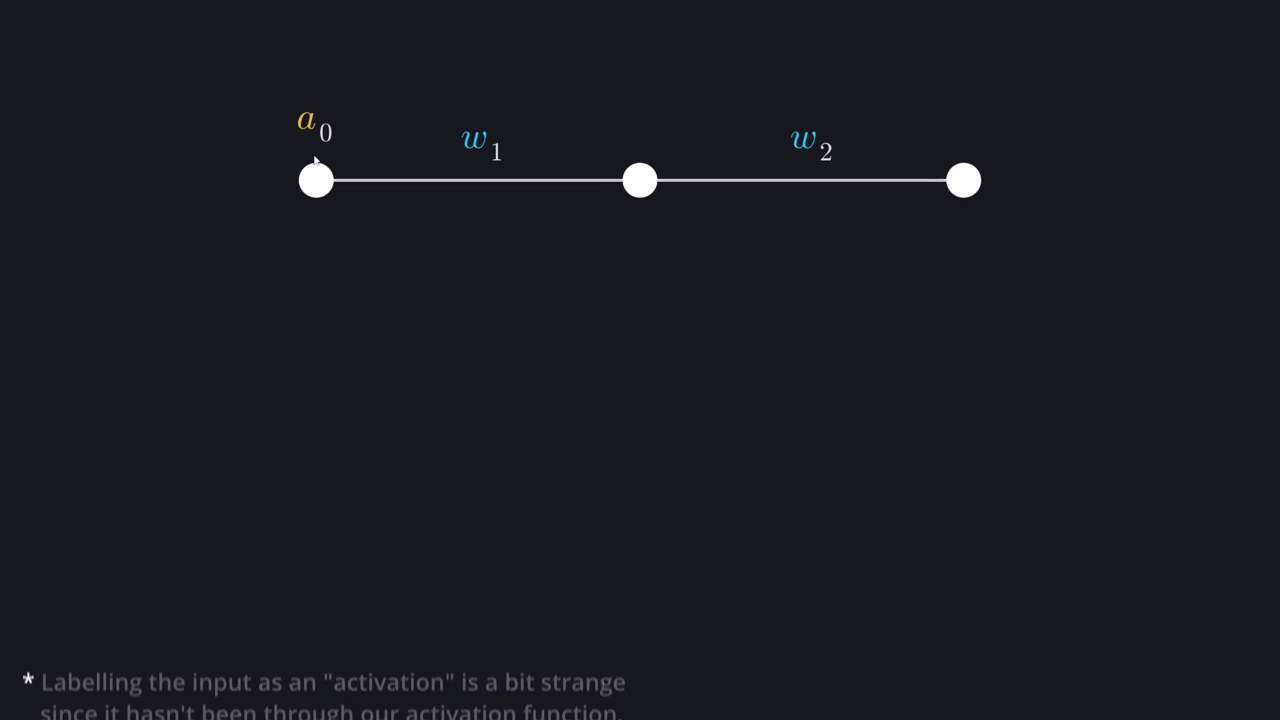 a0
w1
w2
* Labelling the input as an "activation" is a bit strange
since it hasn't been through our activation function.